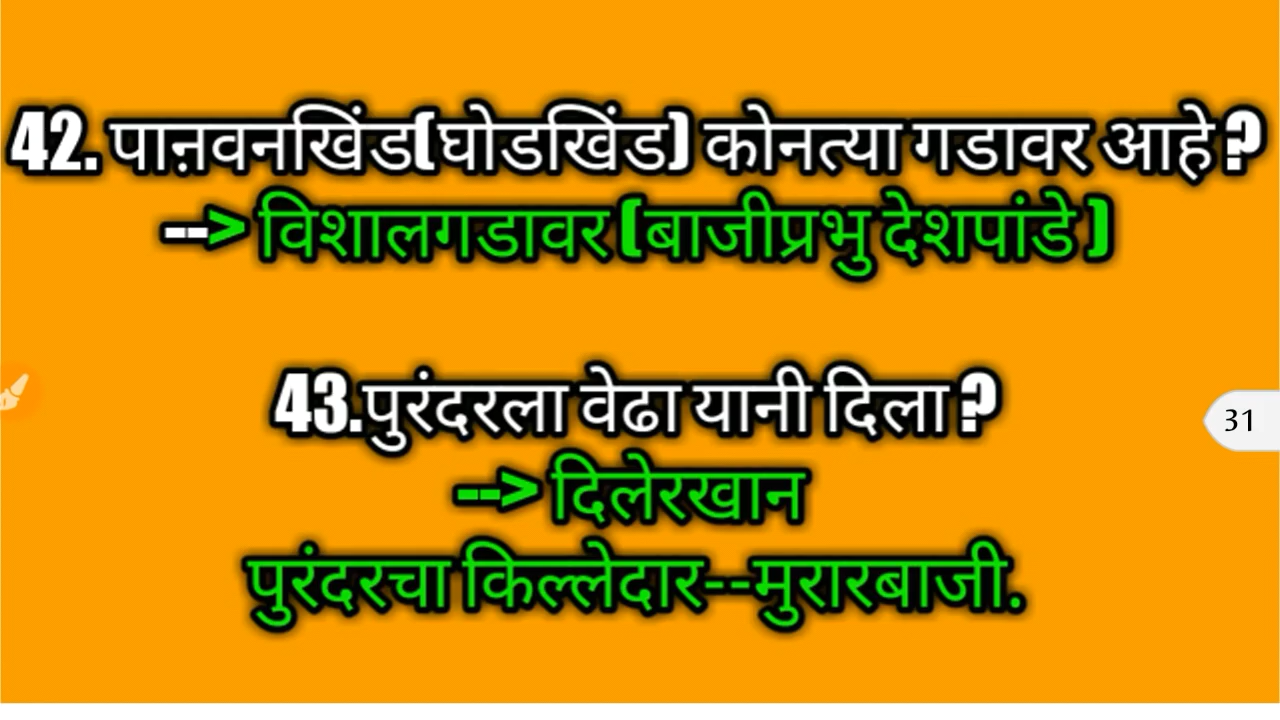 42. पाऩवनखिंड(घोडखिंड) कोनत्या गडावर आहे ?
--> विशालगडावर (बाजीप्रभु देशपांडे )
43.पुरंदरला वेढा यानी दिला ?
31
--> दिलेरखान
पुरंदरचा किल्लेदार--मुरारबाजी.